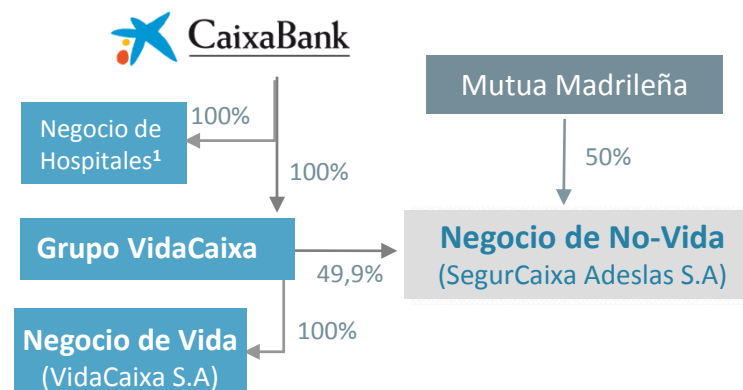 CaixaBank
Mutua Madrileña
100%
Negocio de
Hospitales¹
50%
100%
Grupo VidaCaixa
Negocio de No-Vida
(SegurCaixa Adeslas S.A)
49,9%
100%
Negocio de Vida
(VidaCaixa S.A)